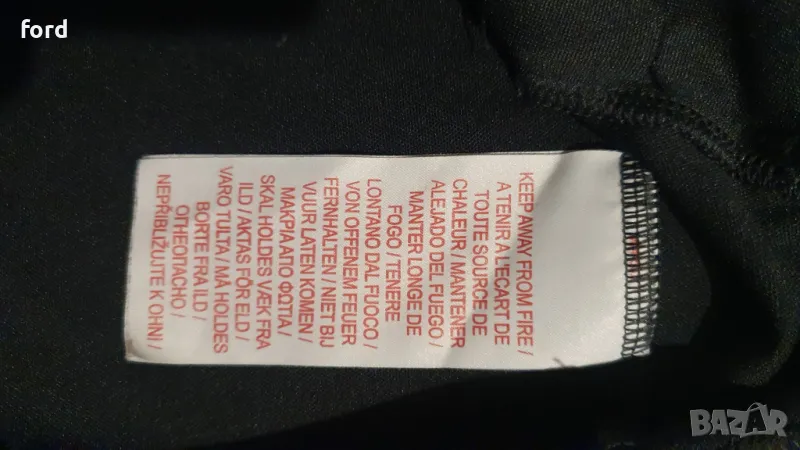 ford
KEEP AWAY FROM FIRE /
A TENIR A L'ECART DE
TOUTE SOURCE DE
CHALEUR / MANTENER
ALEJADO DEL FUEGO /
MANTER LONGE DE
FOGO / TENERE
LONTANO DAL FUOCO /
VON OFFENEM FEUER
FERNHALTEN / NIET BIJ
VUUR LATEN KOMEN /
ΜΑΚΡΙΑ ΑΠΟ ΦΩΤΙΑ /
SKAL HOLDES VÆK FRA
ILD / AKTAS FÖR ELD /
VARO TULTA / MÅ HOLDES
BORTE FRA ILD /
OTHEOПACHO /
NEPŘIBLIŽUJTE K OHNI /
BAZAR